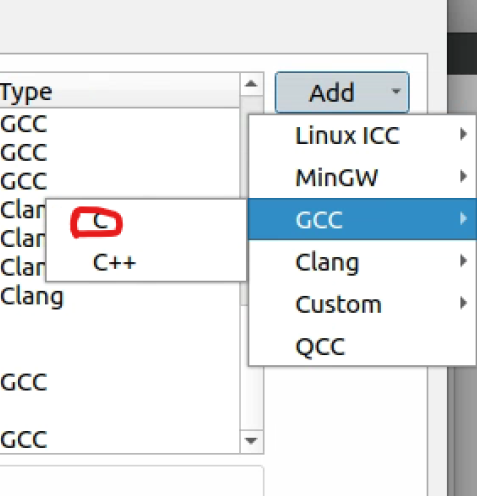 Type
Add
GCC
GCC
GCC
Clan
Clan
Clan
Clang
GCC
GCC
Linux ICC
MinGW
GCC
Clang
Custom
QCC
C
C++